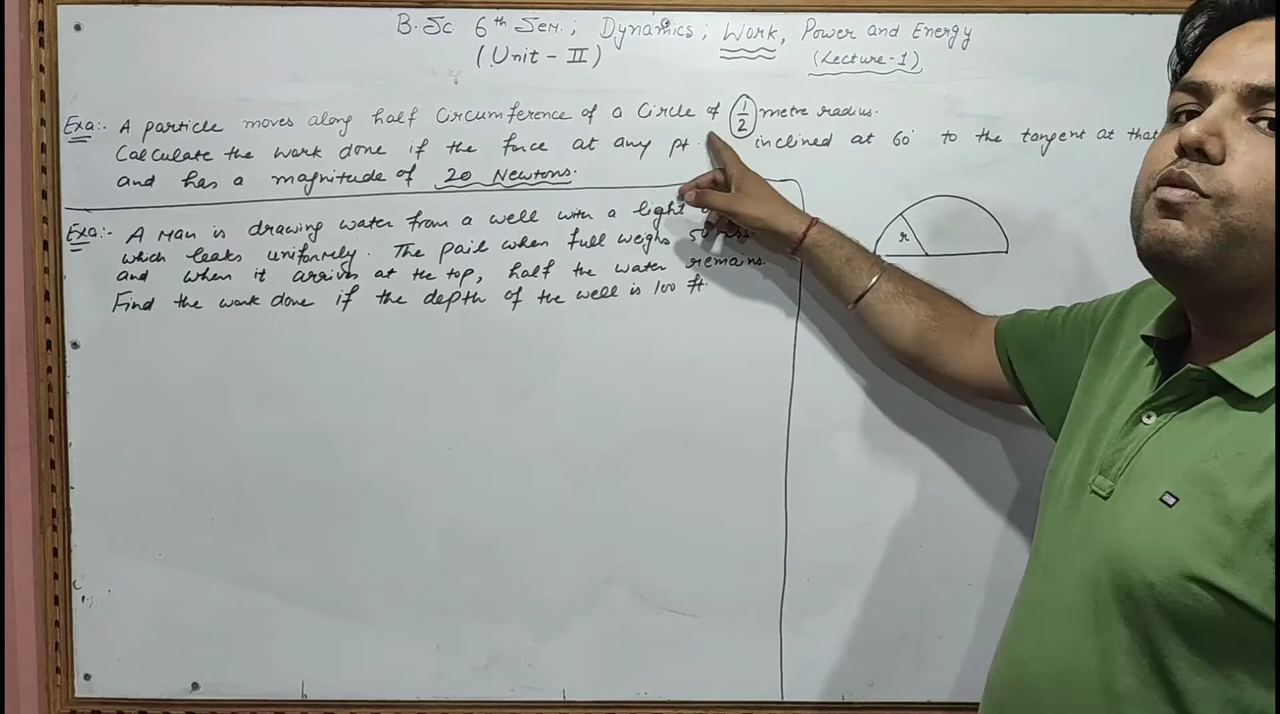 B.Sc 6th Sem.; Dynamics; Work, Power and Energy
(Unit - II) (Lecture-1)
Exa:- A particle moves along half circumference of a circle of 1/2 metre radius.
Calculate the work done if the force at any pt. inclined at 60° to the tangent at that
and has a magnitude of 20 Newtons.
Exa:- A Man is drawing water from a well with a light
which leaks uniformly. The pail when full weighs 50 lbs.
and when it arrives at the top, half the water remains.
Find the work done if the depth of the well is 100 ft.
r